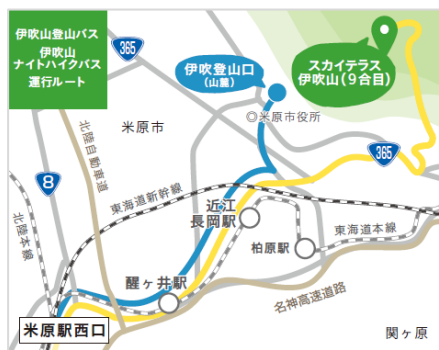 伊吹山登山バス
伊吹山
ナイトハイクバス
運行ルート
365
伊吹登山口
(山麓)
スカイテラス
伊吹山(9合目)
◎米原市役所
米原市
365
8
北陸自動車道
東海道新幹線
北陸本線
近江
長岡駅
柏原駅
東海道本線
醒ヶ井駅
名神高速道路
米原駅西口
関ヶ原